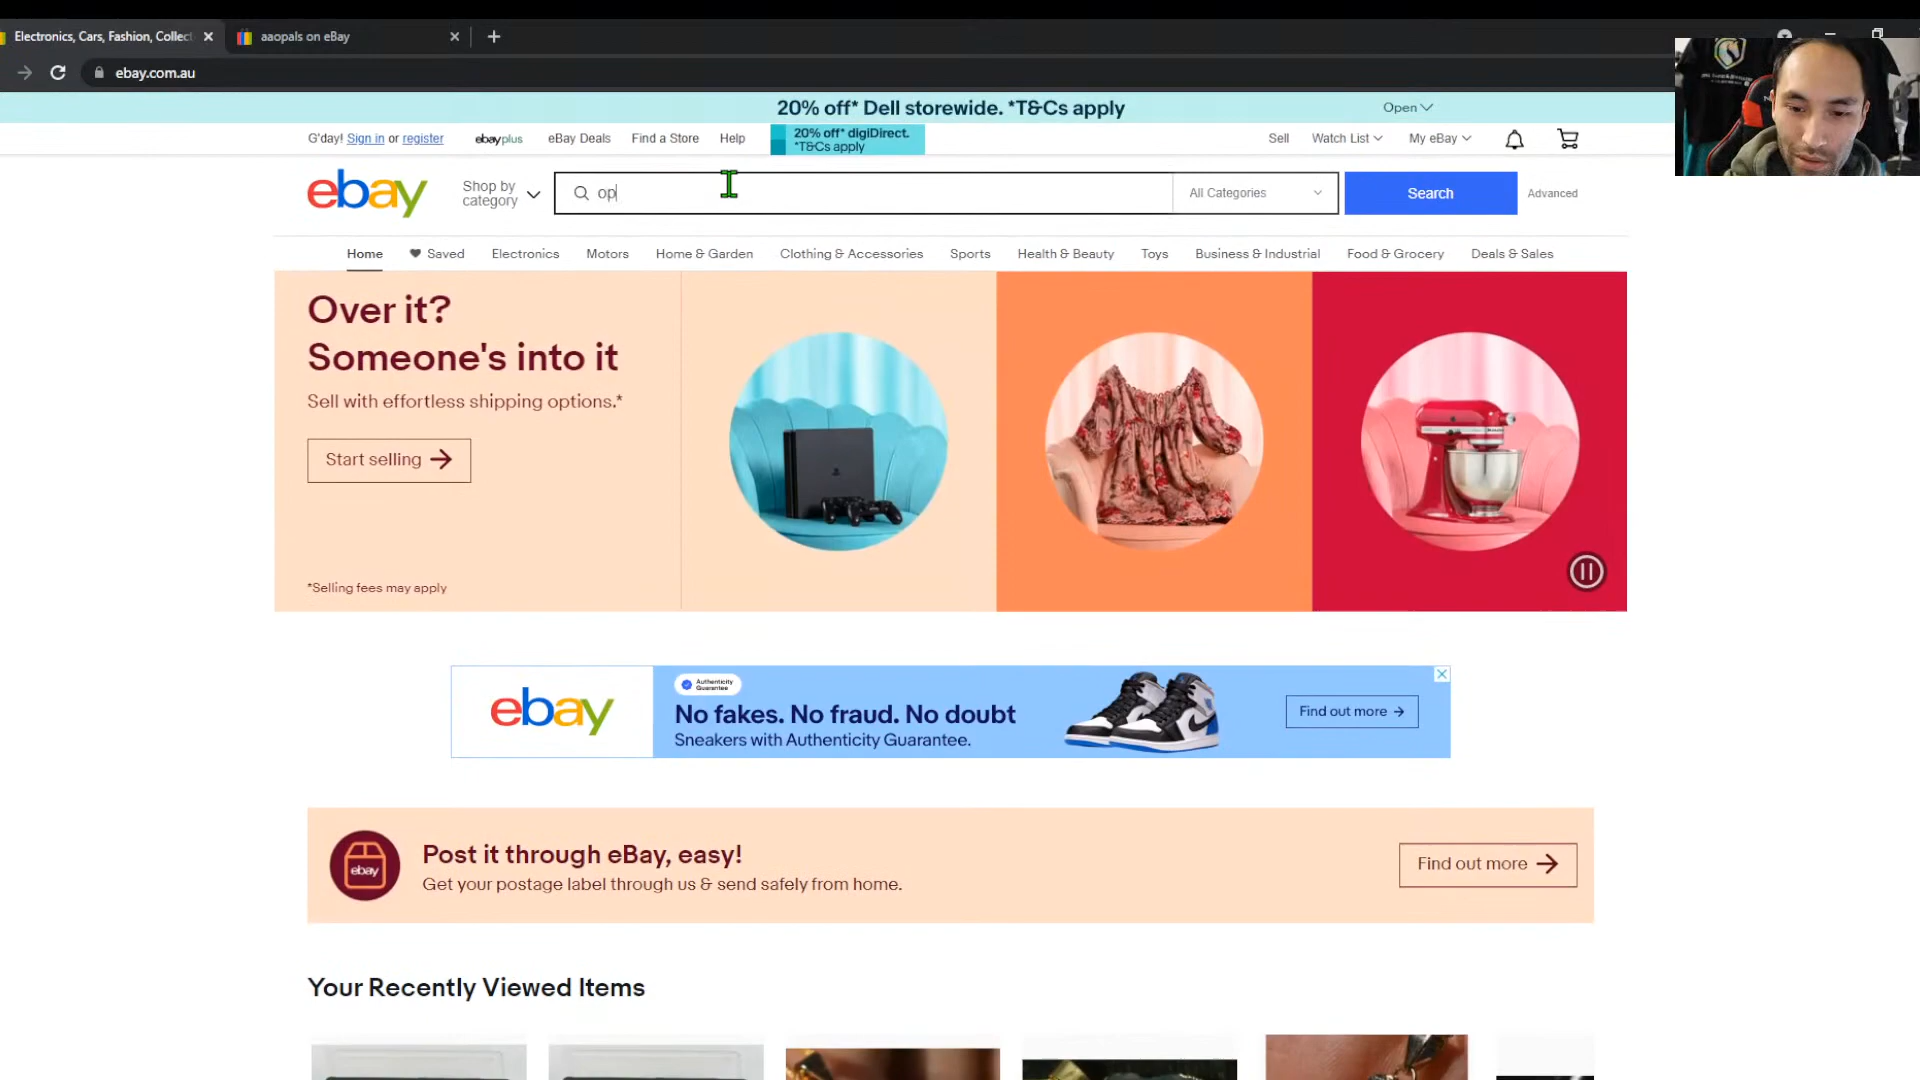 Electronics, Cars, Fashion, Collect
aaopals on eBay
ebay.com.au
20% off* Dell storewide. *T&Cs apply
Open
G'day! Sign in or register
ebayplus
eBay Deals
Find a Store
Help
20% off* digiDirect.
*T&Cs apply
Sell
Watch List
My eBay
ebay
Shop by
category
op
All Categories
Search
Advanced
Home
Saved
Electronics
Motors
Home & Garden
Clothing & Accessories
Sports
Health & Beauty
Toys
Business & Industrial
Food & Grocery
Deals & Sales
Over it?
Someone's into it
Sell with effortless shipping options.*
Start selling
*Selling fees may apply
ebay
Authenticity
Guarantee
No fakes. No fraud. No doubt
Sneakers with Authenticity Guarantee.
Find out more
ebay
Post it through eBay, easy!
Get your postage label through us & send safely from home.
Find out more
Your Recently Viewed Items